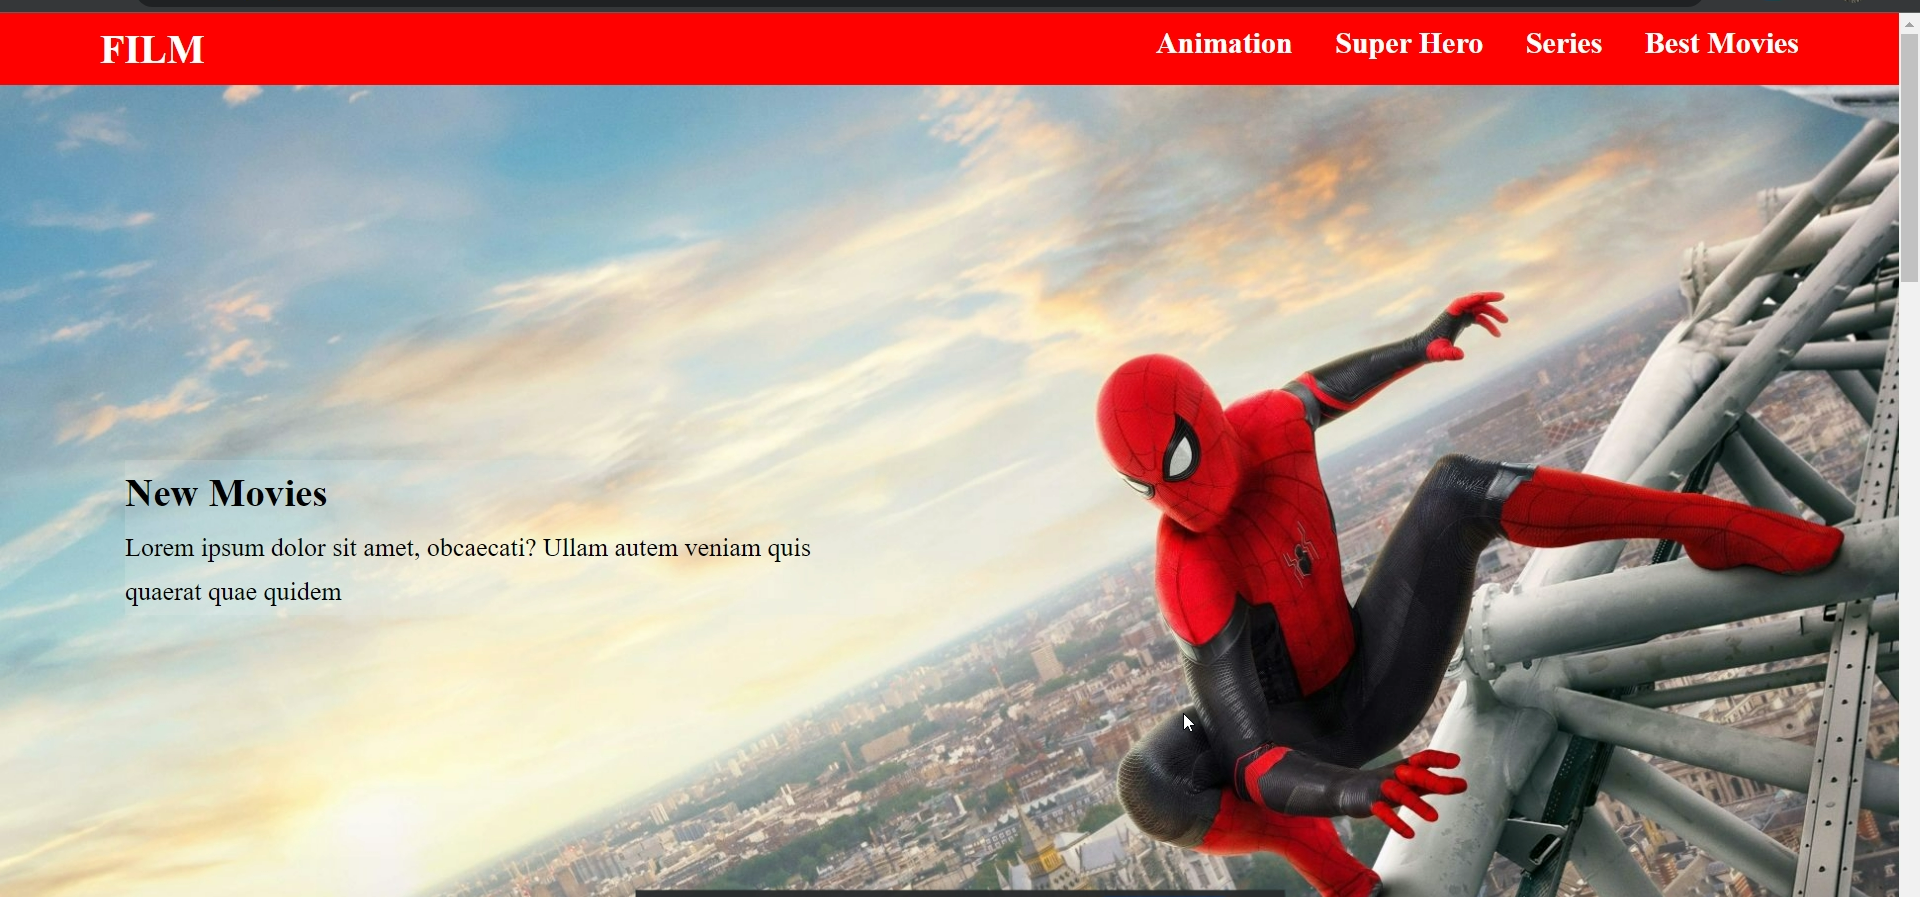 FILM
Animation Super Hero Series Best Movies
New Movies
Lorem ipsum dolor sit amet, obcaecati? Ullam autem veniam quis
quaerat quae quidem